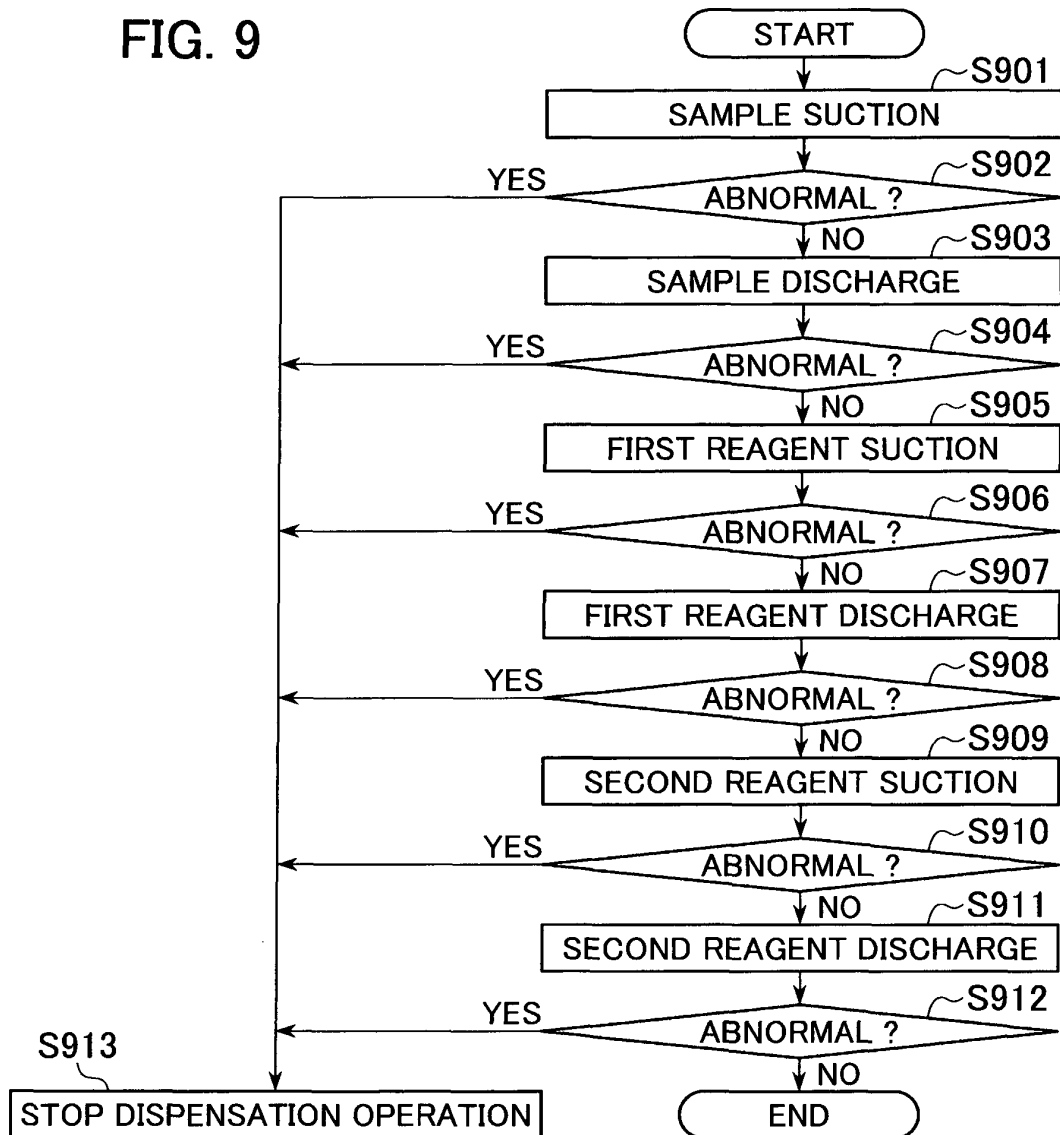 FIG. 9
START
S901
SAMPLE SUCTION
S902
YES
ABNORMAL ?
NO
S903
SAMPLE DISCHARGE
S904
YES
ABNORMAL ?
NO
S905
FIRST REAGENT SUCTION
S906
YES
ABNORMAL ?
NO
S907
FIRST REAGENT DISCHARGE
S908
YES
ABNORMAL ?
NO
S909
SECOND REAGENT SUCTION
S910
YES
ABNORMAL ?
NO
S911
SECOND REAGENT DISCHARGE
S912
YES
ABNORMAL ?
NO
S913
STOP DISPENSATION OPERATION
END